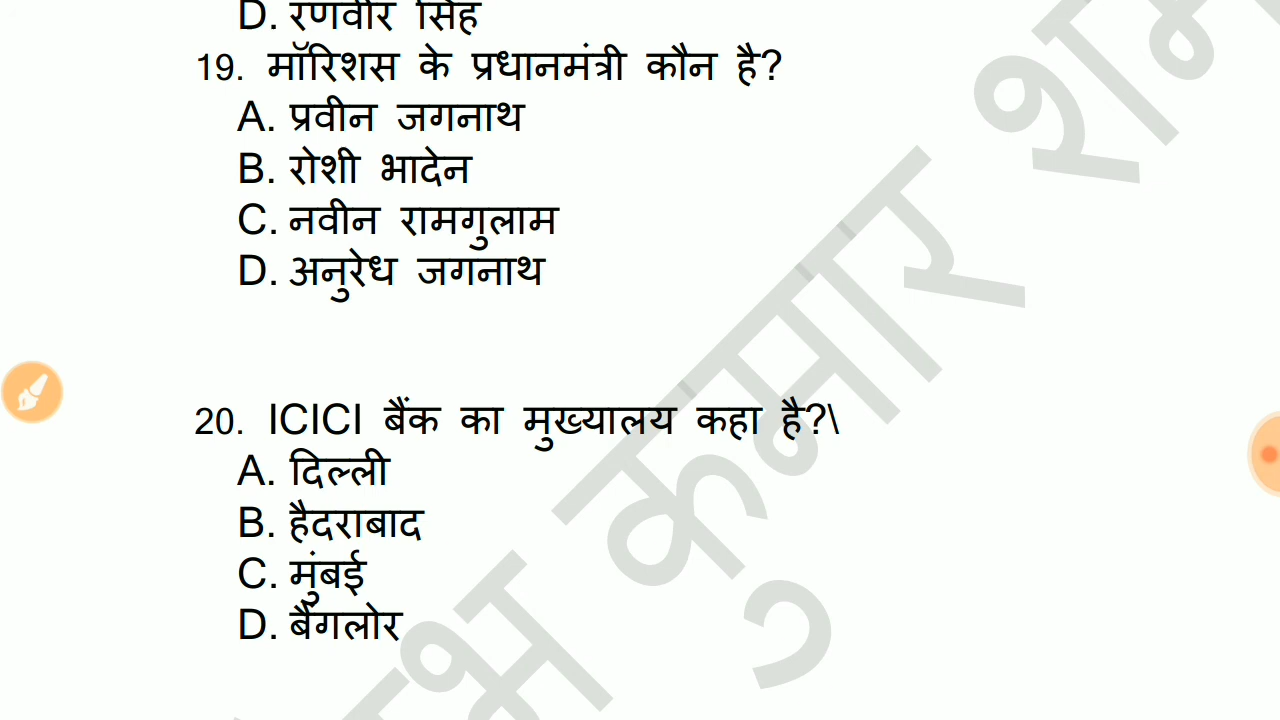 D. रणवीर सिंह
19. मॉरिशस के प्रधानमंत्री कौन है?
A. प्रवीन जगनाथ
B. रोशी भादेन
C. नवीन रामगुलाम
D. अनुरेध जगनाथ
20. ICICI बैंक का मुख्यालय कहा है?\
A. दिल्ली
B. हैदराबाद
C. मुंबई
D. बैंगलोर
कुमार